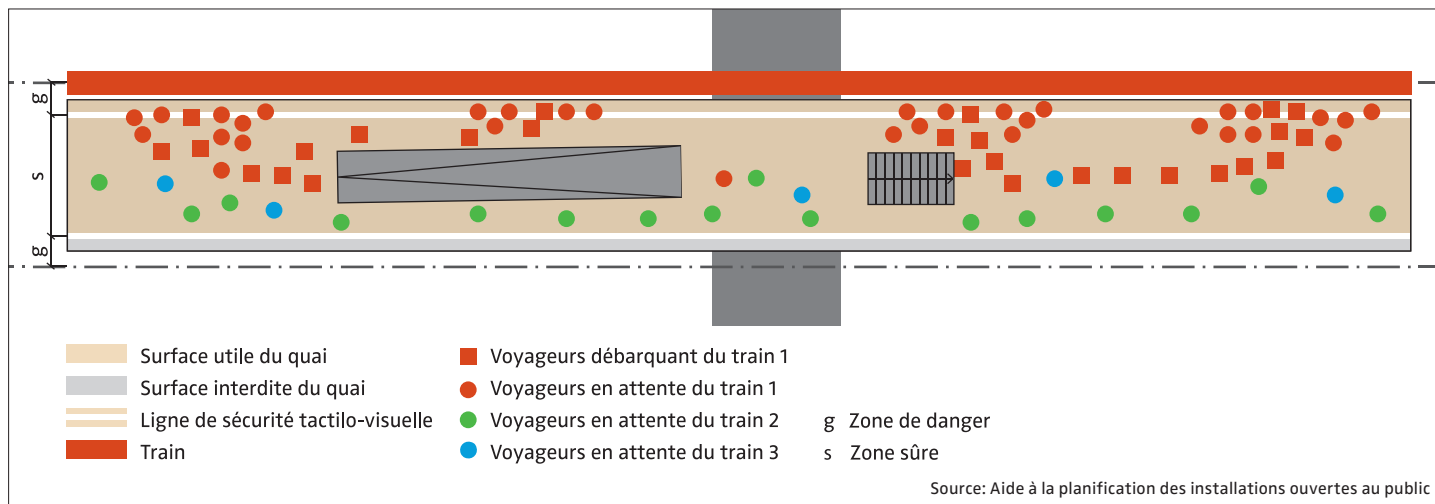 g
s
g
Surface utile du quai
Surface interdite du quai
Ligne de sécurité tactilo-visuelle
Train
Voyageurs débarquant du train 1
Voyageurs en attente du train 1
Voyageurs en attente du train 2
Voyageurs en attente du train 3
g Zone de danger
s Zone sûre
Source: Aide à la planification des installations ouvertes au public